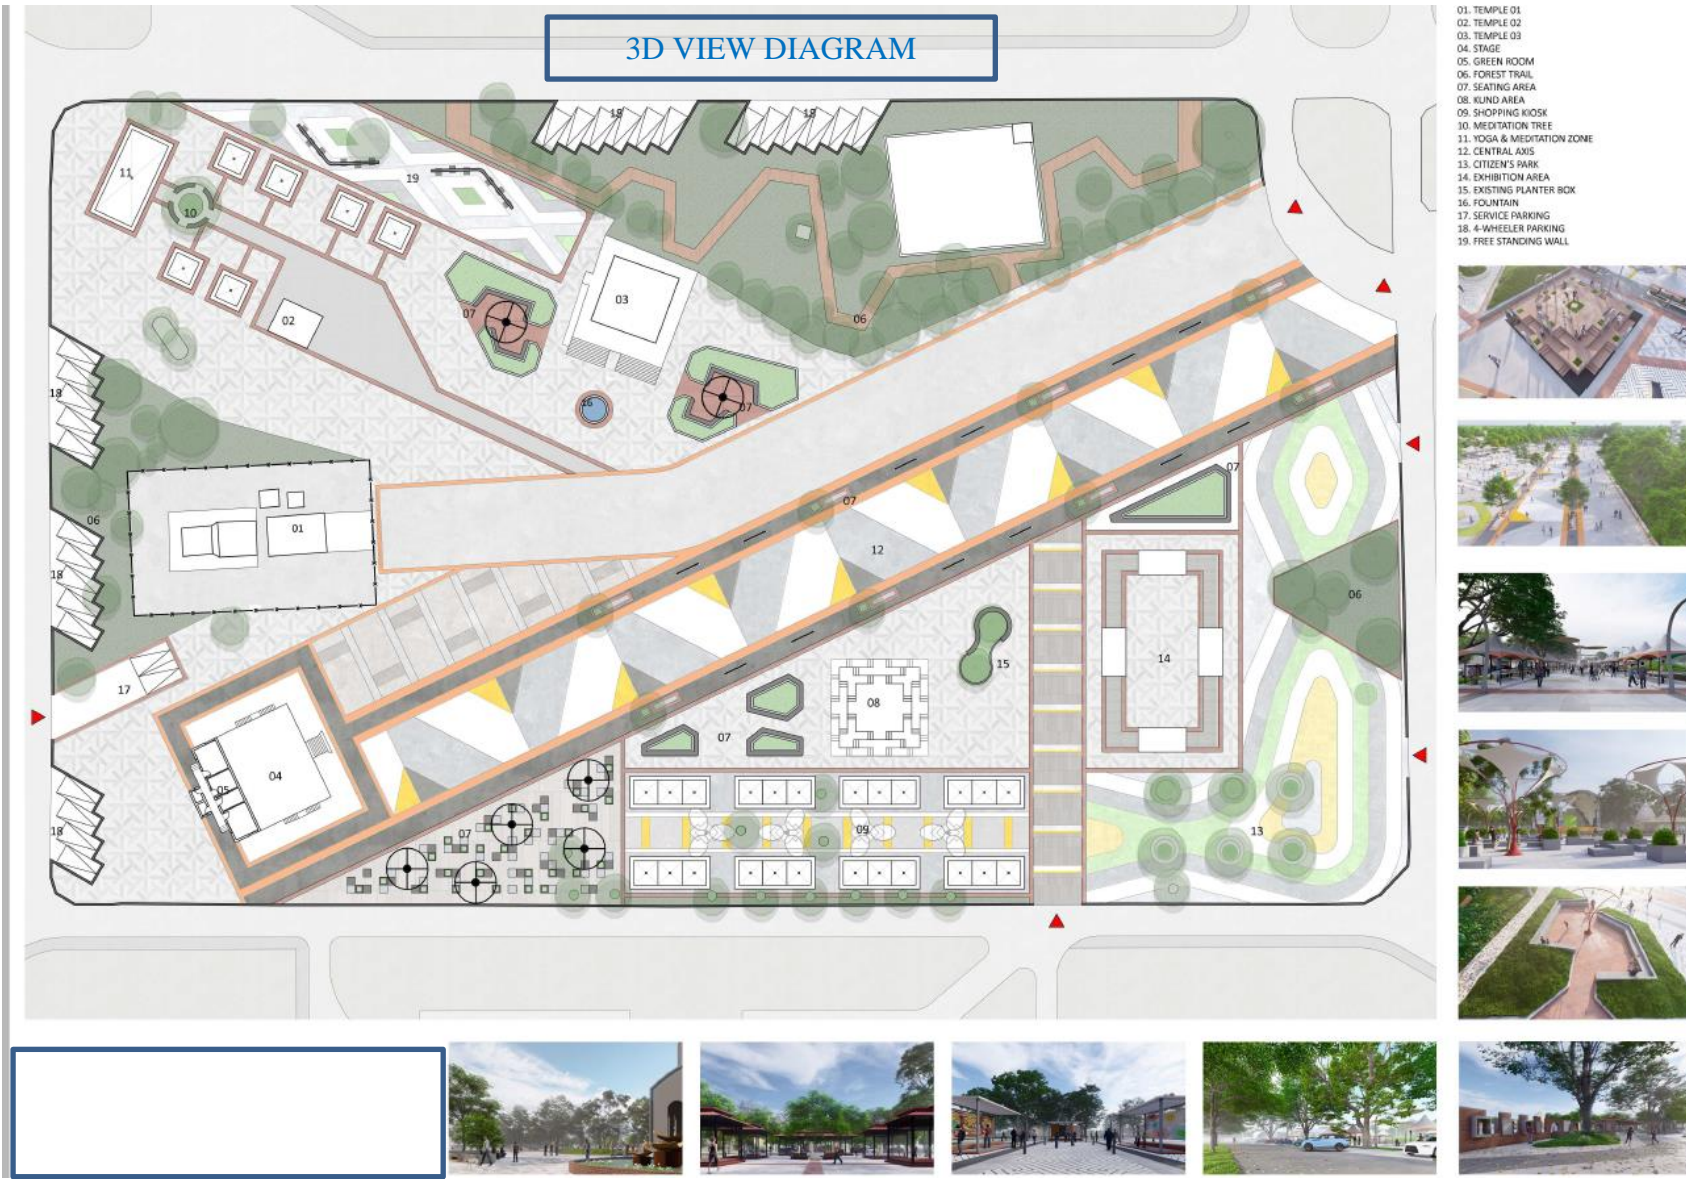 3D VIEW DIAGRAM
01. TEMPLE 01
02. TEMPLE 02
03. TEMPLE 03
04. STAGE
05. GREEN ROOM
06. FOREST TRAIL
07. SEATING AREA
08. KUND AREA
09. SHOPPING KIOSK
10. MEDITATION TREE
11. YOGA & MEDITATION ZONE
12. CENTRAL AXIS
13. CITIZEN'S PARK
14. EXHIBITION AREA
15. EXISTING PLANTER BOX
16. FOUNTAIN
17. SERVICE PARKING
18. 4-WHEELER PARKING
19. FREE STANDING WALL
18
18
11
19
10
03
02
07
06
16
07
18
07
07
01
06
12
18
06
14
15
17
08
07
04
05
18
07
09
13